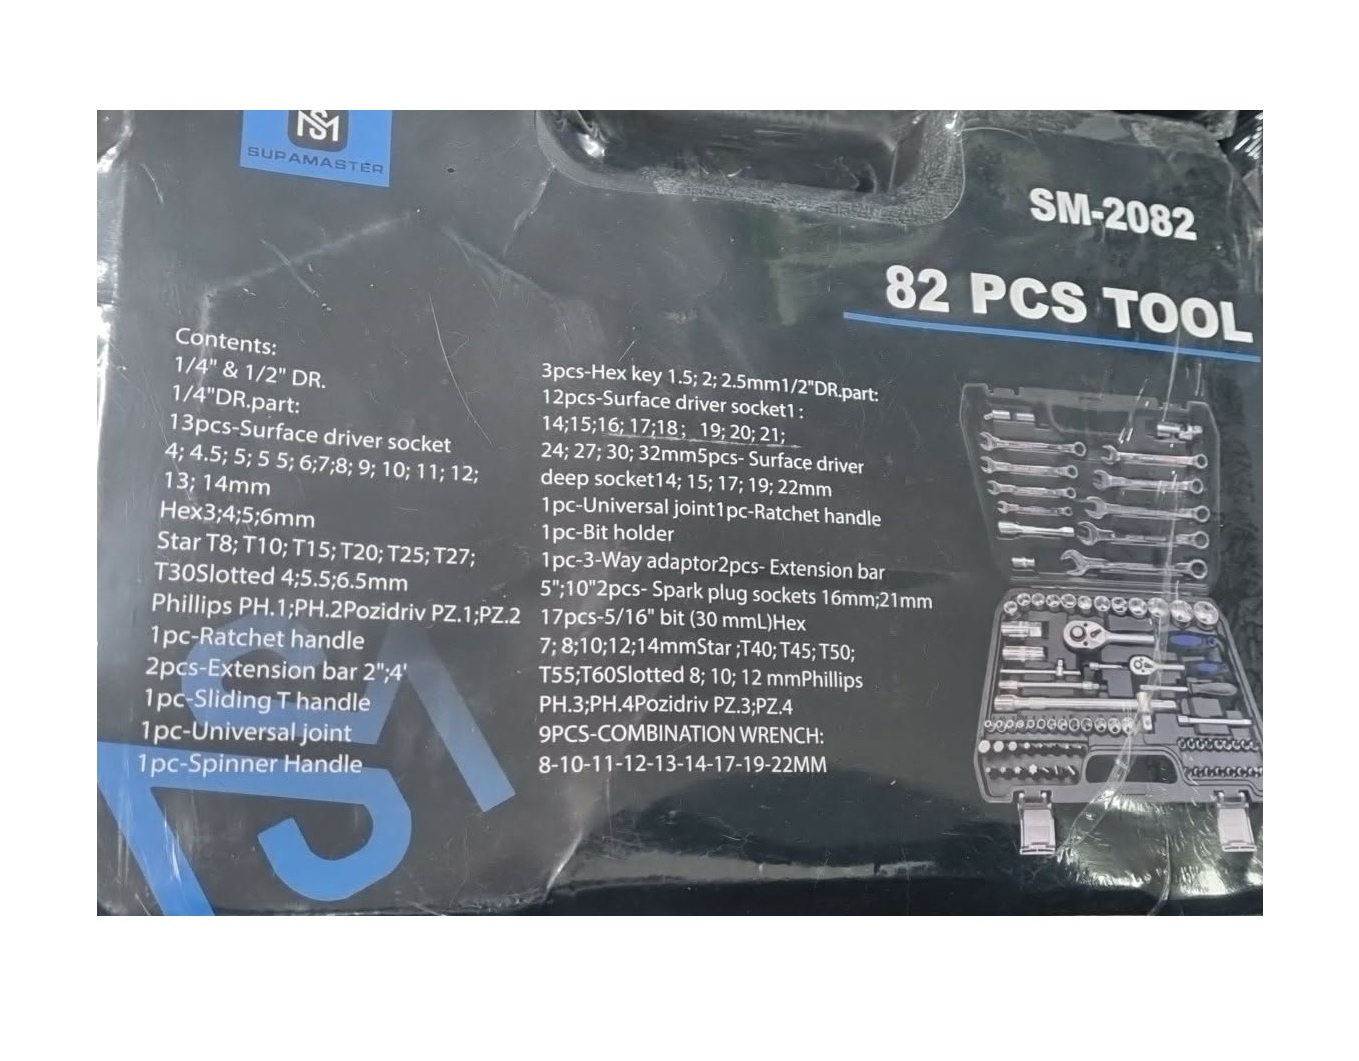 SM
SUPAMASTER
SM-2082
82 PCS TOOL
Contents:
1/4" & 1/2" DR.
1/4"DR.part:
13pcs-Surface driver socket
4; 4.5; 5; 5 5; 6;7;8; 9; 10; 11; 12;
13; 14mm
Hex3;4;5;6mm
Star T8; T10; T15; T20; T25; T27;
T30Slotted 4;5.5;6.5mm
Phillips PH.1;PH.2Pozidriv PZ.1;PZ.2
1pc-Ratchet handle
2pcs-Extension bar 2";4'
1pc-Sliding T handle
1pc-Universal joint
1pc-Spinner Handle
3pcs-Hex key 1.5; 2; 2.5mm1/2"DR.part:
12pcs-Surface driver socket1:
14;15;16; 17;18; 19; 20; 21;
24; 27; 30; 32mm5pcs- Surface driver
deep socket14; 15; 17; 19; 22mm
1pc-Universal joint1pc-Ratchet handle
1pc-Bit holder
1pc-3-Way adaptor2pcs- Extension bar
5";10"2pcs- Spark plug sockets 16mm;21mm
17pcs-5/16" bit (30 mmL)Hex
7; 8;10;12;14mmStar ;T40; T45; T50;
T55;T60Slotted 8; 10; 12 mmPhillips
PH.3;PH.4Pozidriv PZ.3;PZ.4
9PCS-COMBINATION WRENCH:
8-10-11-12-13-14-17-19-22MM